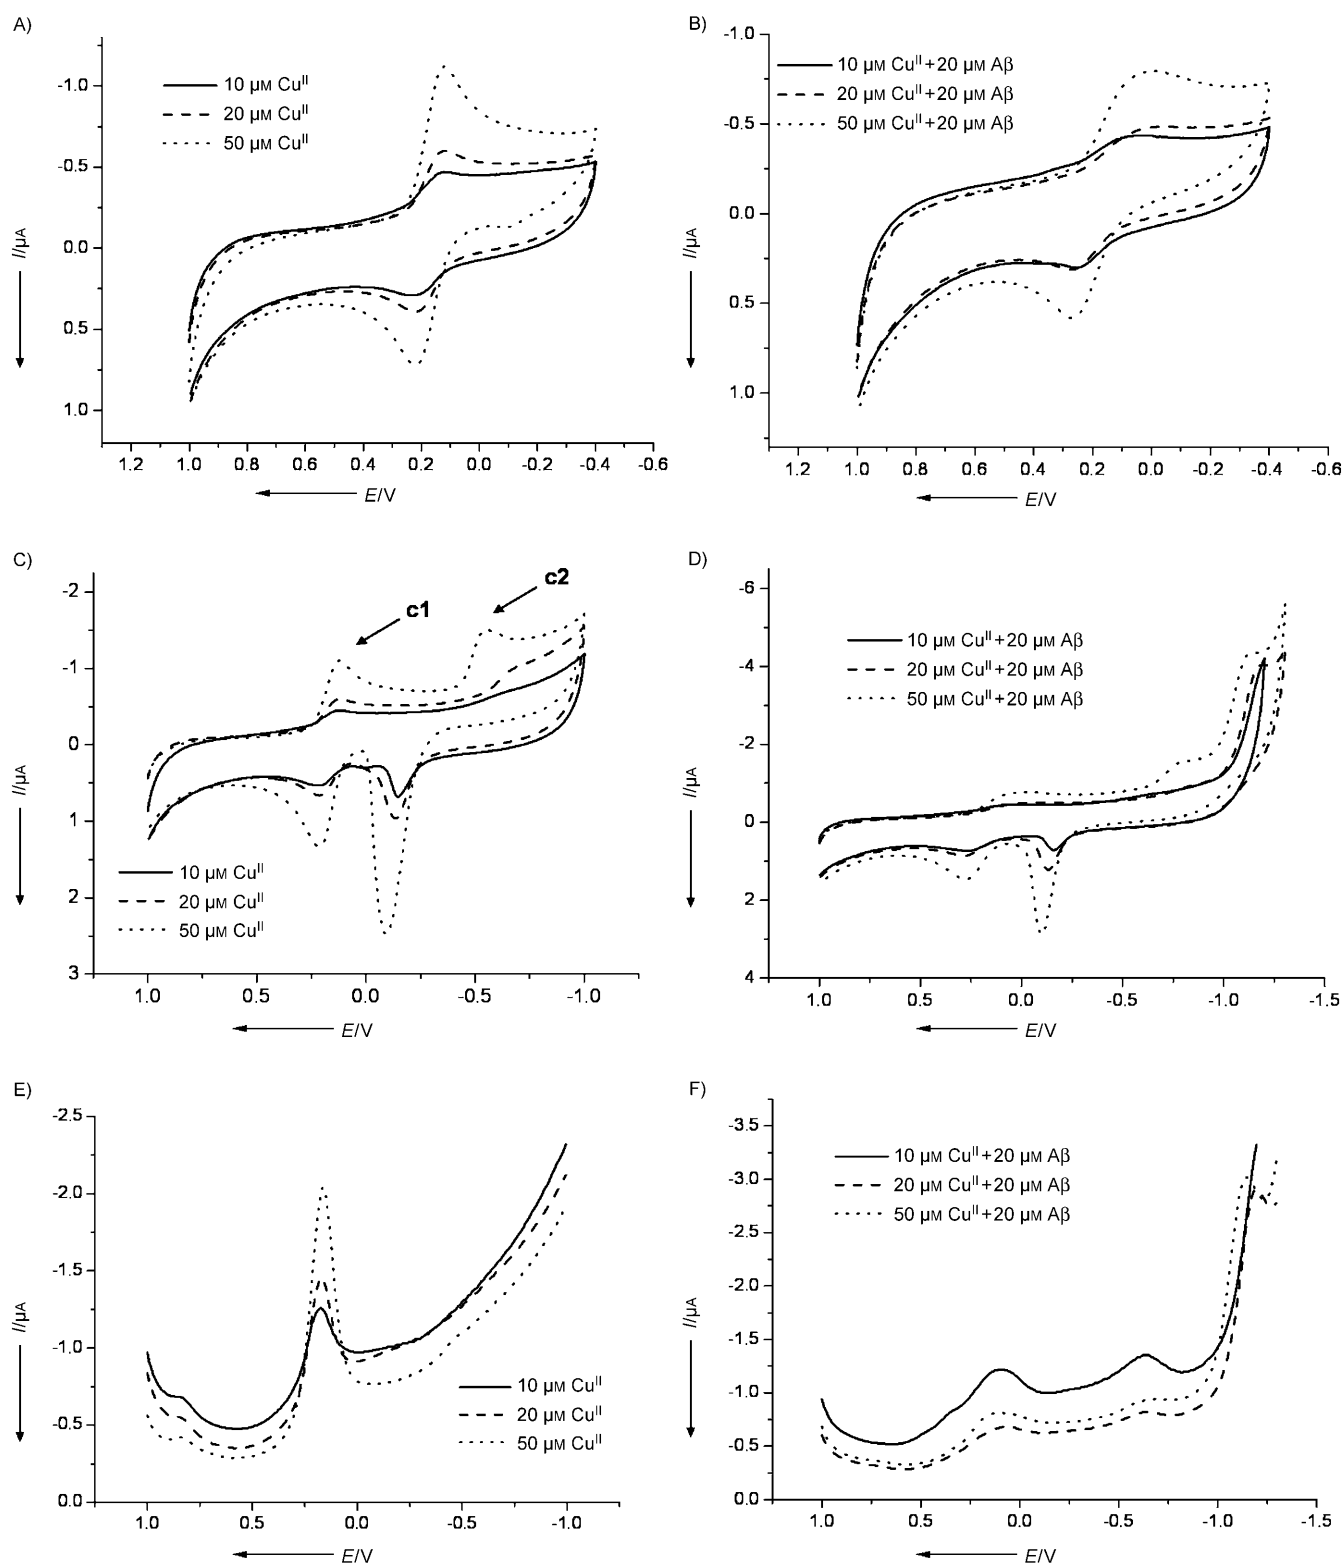 A)
-1.0
-0.5
0.0
0.5
1.0
I/µA
10 µM Cuᴵᴵ
20 µM Cuᴵᴵ
50 µM Cuᴵᴵ
1.2 1.0 0.8 0.6 0.4 0.2 0.0 -0.2 -0.4 -0.6
E/V
B)
-1.0
-0.5
0.0
0.5
1.0
I/µA
10 µM Cuᴵᴵ+20 µM Aβ
20 µM Cuᴵᴵ+20 µM Aβ
50 µM Cuᴵᴵ+20 µM Aβ
1.2 1.0 0.8 0.6 0.4 0.2 0.0 -0.2 -0.4 -0.6
E/V
C)
-2
-1
0
1
2
3
I/µA
c1
c2
10 µM Cuᴵᴵ
20 µM Cuᴵᴵ
50 µM Cuᴵᴵ
1.0 0.5 0.0 -0.5 -1.0
E/V
D)
-6
-4
-2
0
2
4
I/µA
10 µM Cuᴵᴵ+20 µM Aβ
20 µM Cuᴵᴵ+20 µM Aβ
50 µM Cuᴵᴵ+20 µM Aβ
1.0 0.5 0.0 -0.5 -1.0 -1.5
E/V
E)
-2.5
-2.0
-1.5
-1.0
-0.5
0.0
I/µA
10 µM Cuᴵᴵ
20 µM Cuᴵᴵ
50 µM Cuᴵᴵ
1.0 0.5 0.0 -0.5 -1.0
E/V
F)
-3.5
-3.0
-2.5
-2.0
-1.5
-1.0
-0.5
0.0
I/µA
10 µM Cuᴵᴵ+20 µM Aβ
20 µM Cuᴵᴵ+20 µM Aβ
50 µM Cuᴵᴵ+20 µM Aβ
1.0 0.5 0.0 -0.5 -1.0 -1.5
E/V